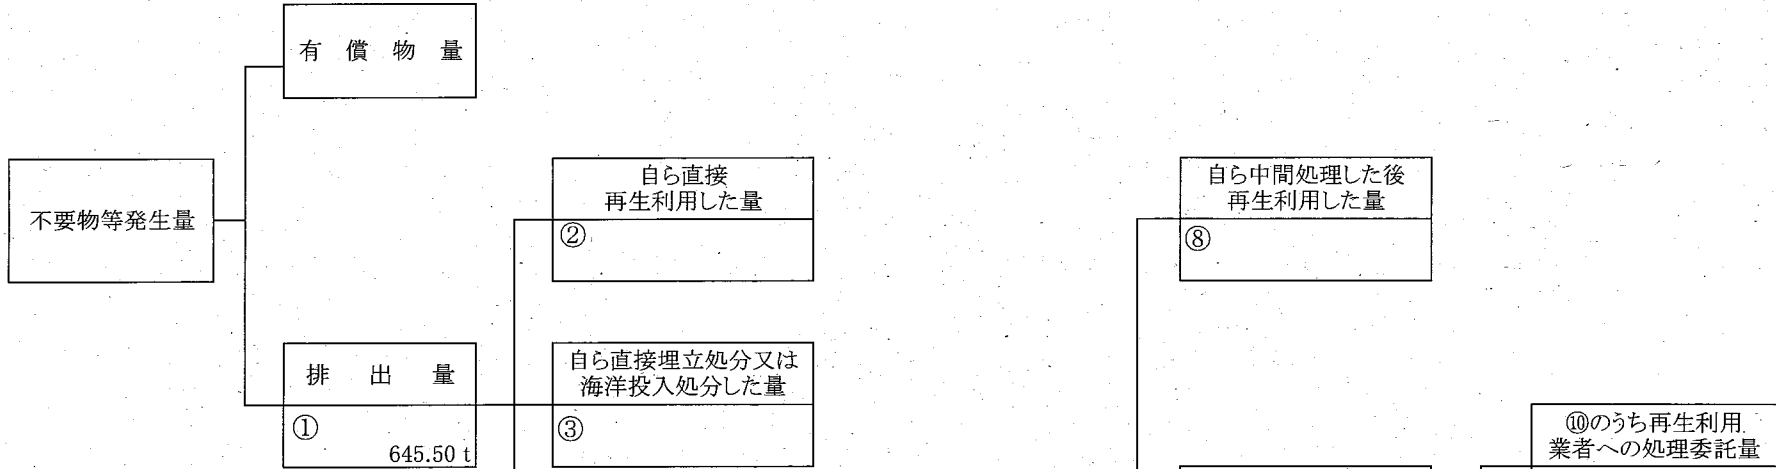 有償物量
不要物等発生量
自ら直接
再生利用した量
②
自ら中間処理した後
再生利用した量
⑧
排出量
①
645.50 t
自ら直接埋立処分又は
海洋投入処分した量
③
⑩のうち再生利用
業者への処理委託量